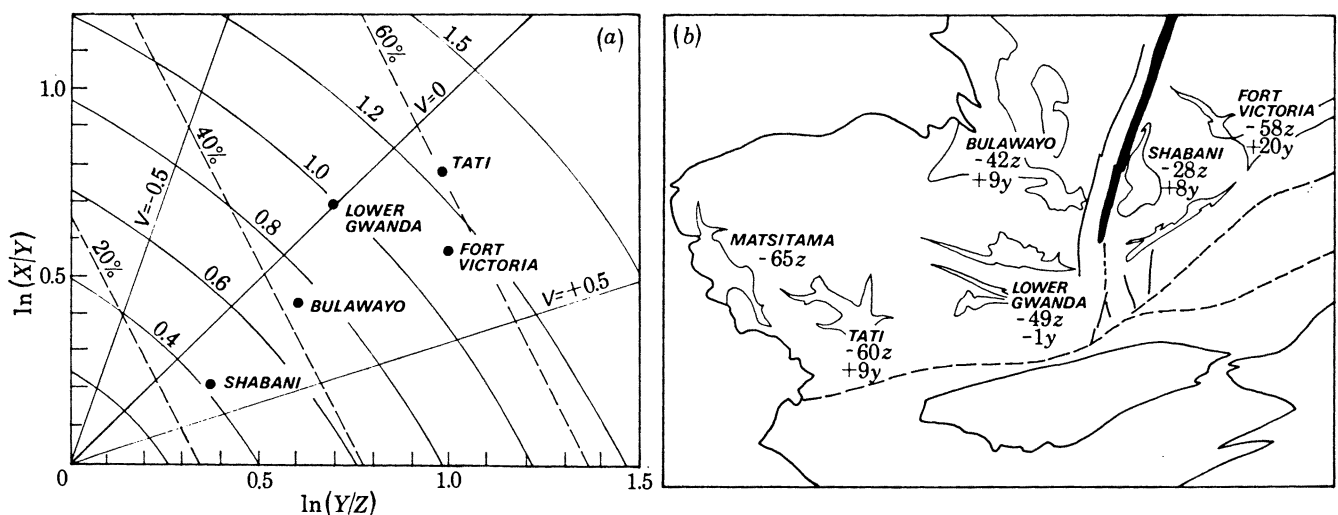 (a)
1.5
60%
1.0
1.2
V=0
40%
TATI
1.0
V=-0.5
LOWER
GWANDA
0.8
20%
FORT
VICTORIA
0.5
0.6
V=+0.5
BULAWAYO
0.4
SHABANI
ln(X/Y)
0
0.5
1.0
1.5
ln(Y/Z)
(b)
FORT
VICTORIA
-58z
+20y
BULAWAYO
-42z
+9y
SHABANI
-28z
+8y
MATSITAMA
-65z
LOWER
GWANDA
-49z
-1y
TATI
-60z
+9y